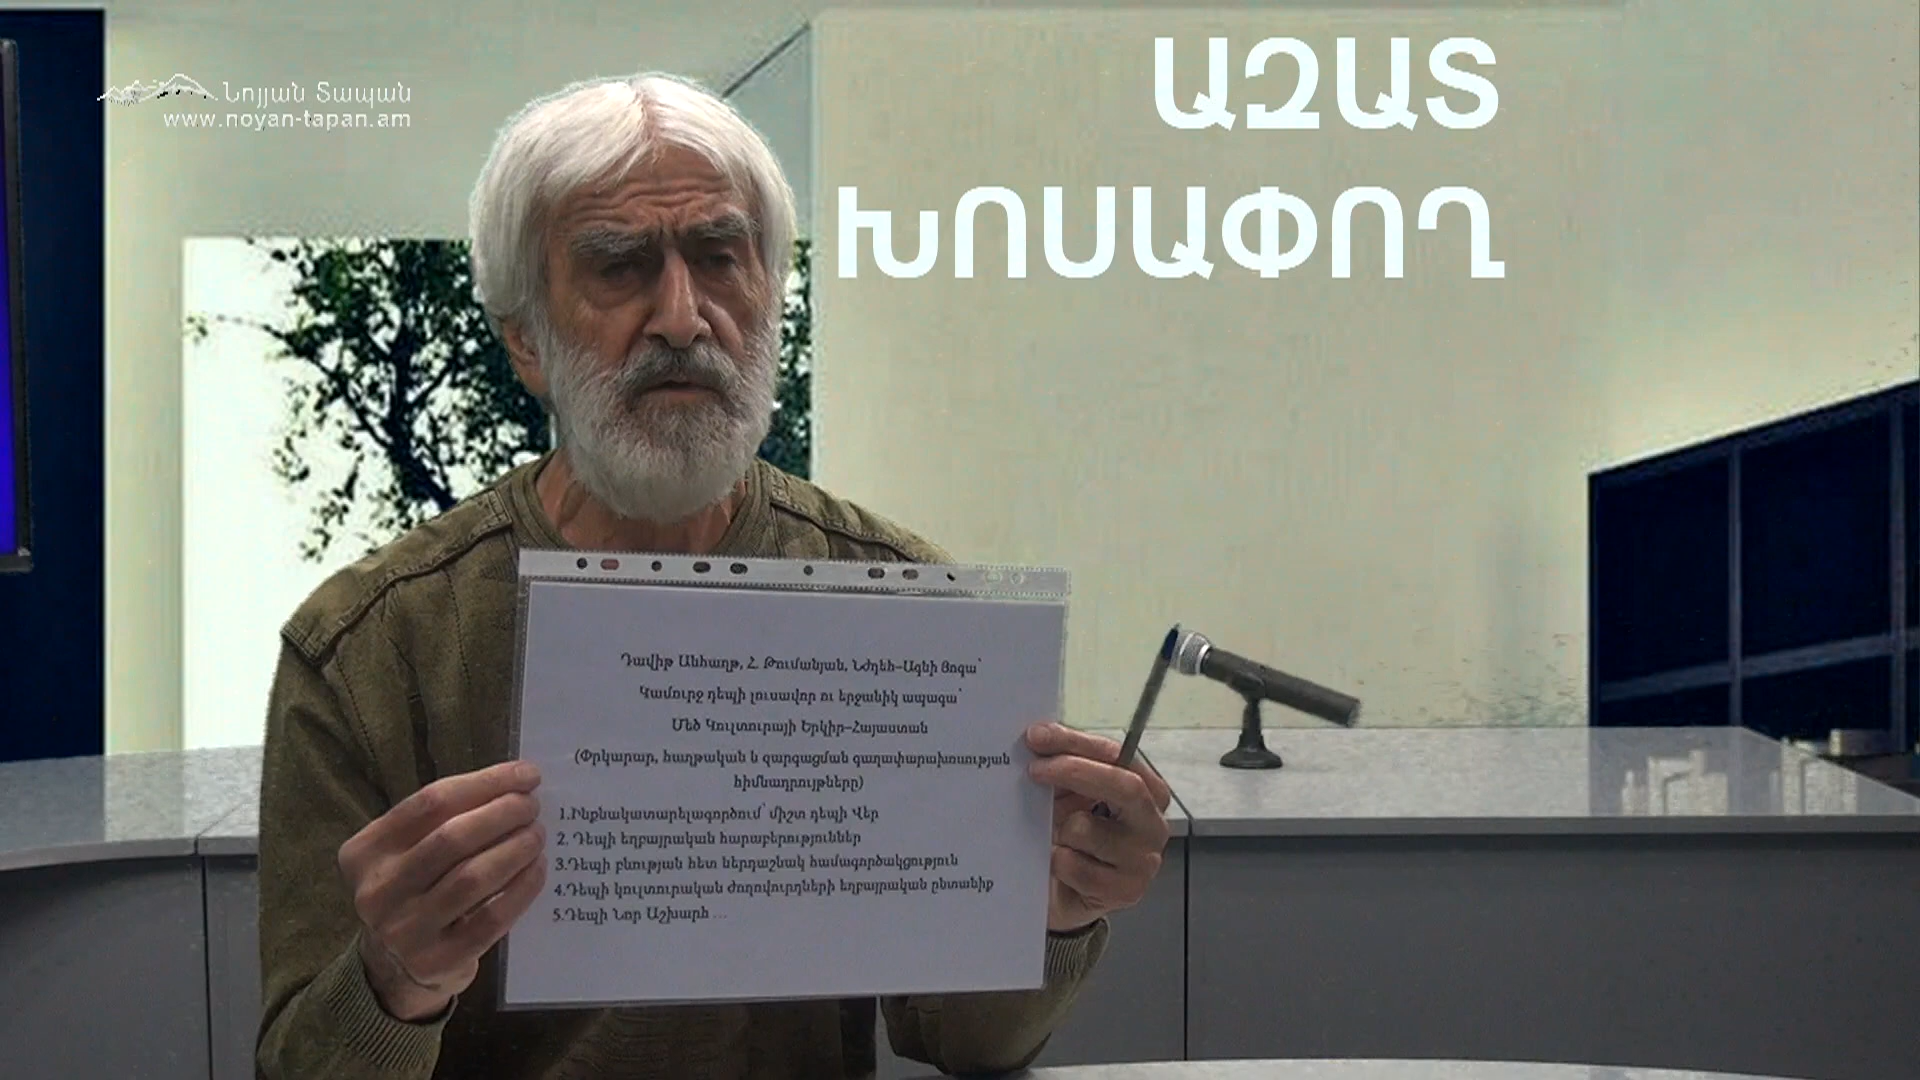 Նոյյան Տապան
www.noyan-tapan.am
ԱԶԱՏ
ԽՈՍԱՓՈՂ
Դավիթ Անհաղթ, Հ. Թումանյան, Նժդեհ–Ագնի Յոգա՝
Կամուրջ դեպի լուսավոր ու երջանիկ ապագա՝
Մեծ Կուլտուրայի Երկիր–Հայաստան
(Փրկարար, հաղթական և զարգացման գաղափարախոսության
հիմնադրույթները)
1.Ինքնակատարելագործում՝ միշտ դեպի Վեր
2. Դեպի եղբայրական հարաբերություններ
3.Դեպի բնության հետ ներդաշնակ համագործակցություն
4.Դեպի կուլտուրական ժողովուրդների եղբայրական ընտանիք
5.Դեպի Նոր Աշխարհ ...